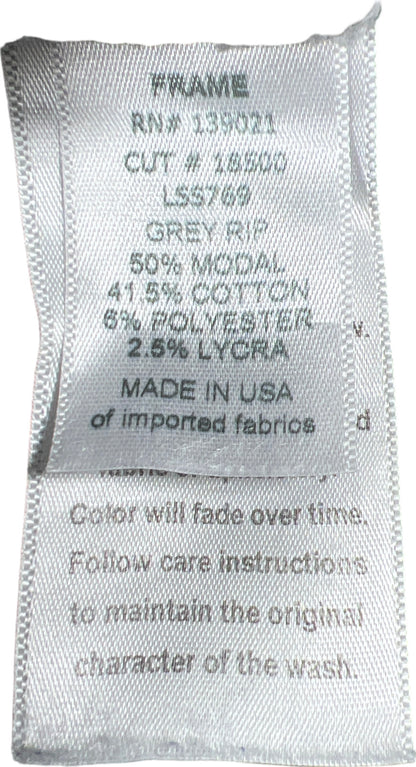 FRAME
RN# 139021
CUT # 18500
LSS769
GREY RIP
50% MODAL
41.5% COTTON
6% POLYESTER
2.5% LYCRA
MADE IN USA
of imported fabrics
Color will fade over time.
Follow care instructions
to maintain the original
character of the wash.